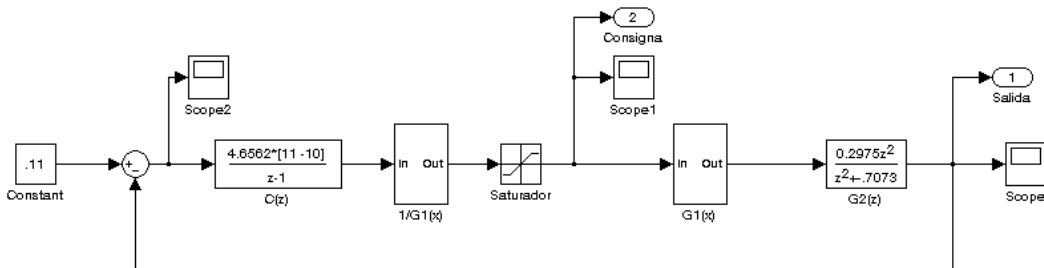 2
Consigna
Scope2
Scope1
1
Salida
.11
Constant
+
−
4.6562*[11 -10]
z-1
C(z)
In Out
1/G1(x)
Saturador
In Out
G1(x)
0.2975z²
z²+-.7073
G2(z)
Scope